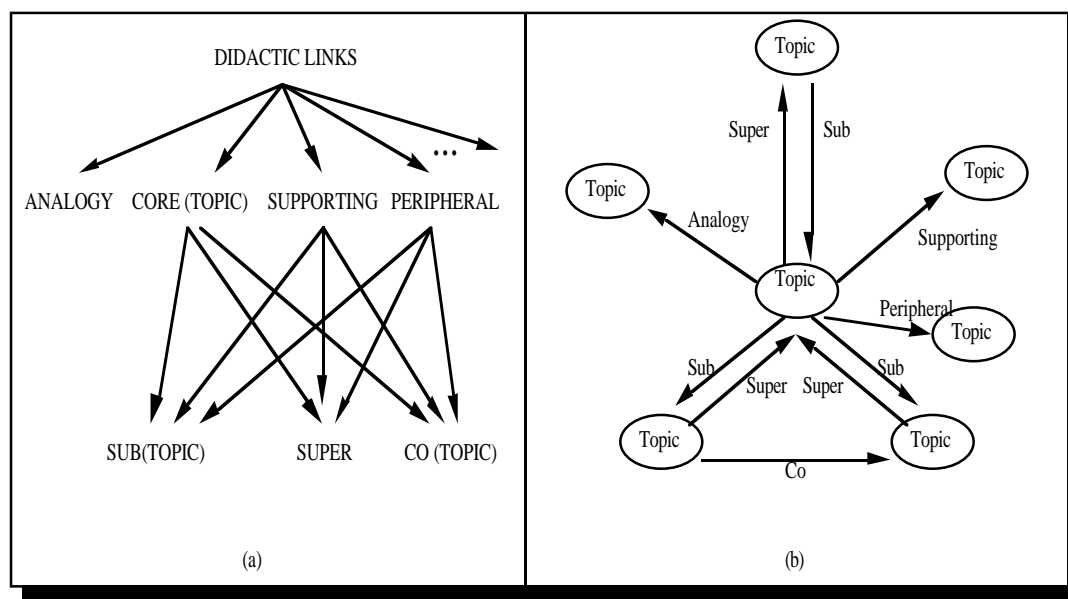 DIDACTIC LINKS
...
ANALOGY CORE (TOPIC) SUPPORTING PERIPHERAL
SUB(TOPIC) SUPER CO (TOPIC)
(a)
Topic
Super Sub
Topic
Topic
Analogy
Supporting
Topic
Peripheral
Topic
Sub Sub
Super Super
Topic Topic
Co
(b)